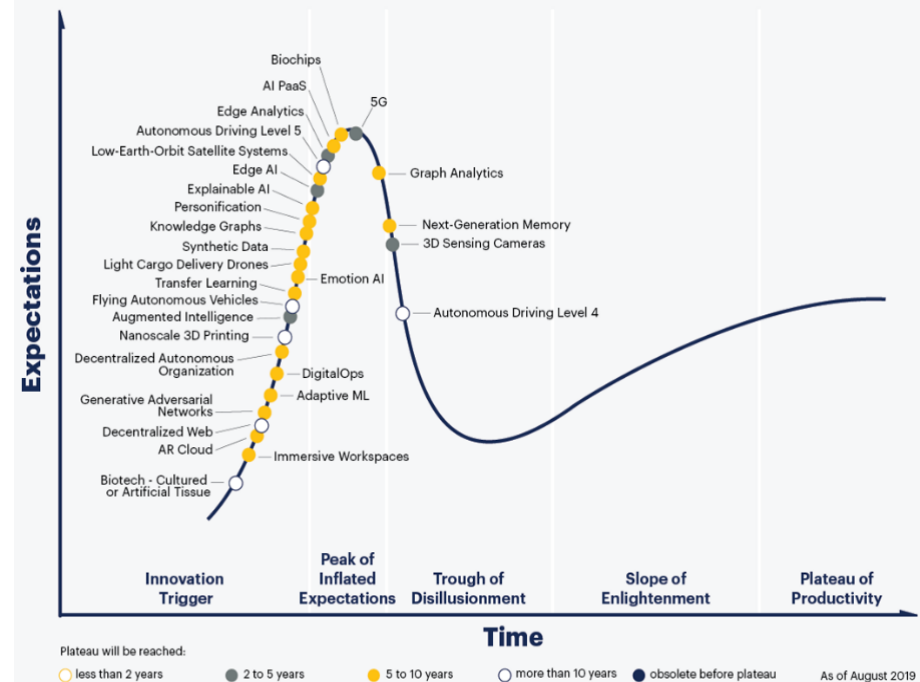 Expectations
Biochips
AI PaaS
5G
Edge Analytics
Autonomous Driving Level 5
Low-Earth-Orbit Satellite Systems
Edge AI
Graph Analytics
Explainable AI
Personification
Knowledge Graphs
Next-Generation Memory
Synthetic Data
3D Sensing Cameras
Light Cargo Delivery Drones
Emotion AI
Transfer Learning
Flying Autonomous Vehicles
Augmented Intelligence
Autonomous Driving Level 4
Nanoscale 3D Printing
Decentralized Autonomous
Organization
DigitalOps
Adaptive ML
Generative Adversarial
Networks
Decentralized Web
AR Cloud
Immersive Workspaces
Biotech - Cultured
or Artificial Tissue
Innovation
Trigger
Peak of
Inflated
Expectations
Trough of
Disillusionment
Slope of
Enlightenment
Plateau of
Productivity
Time
Plateau will be reached:
less than 2 years
2 to 5 years
5 to 10 years
more than 10 years
obsolete before plateau
As of August 2019